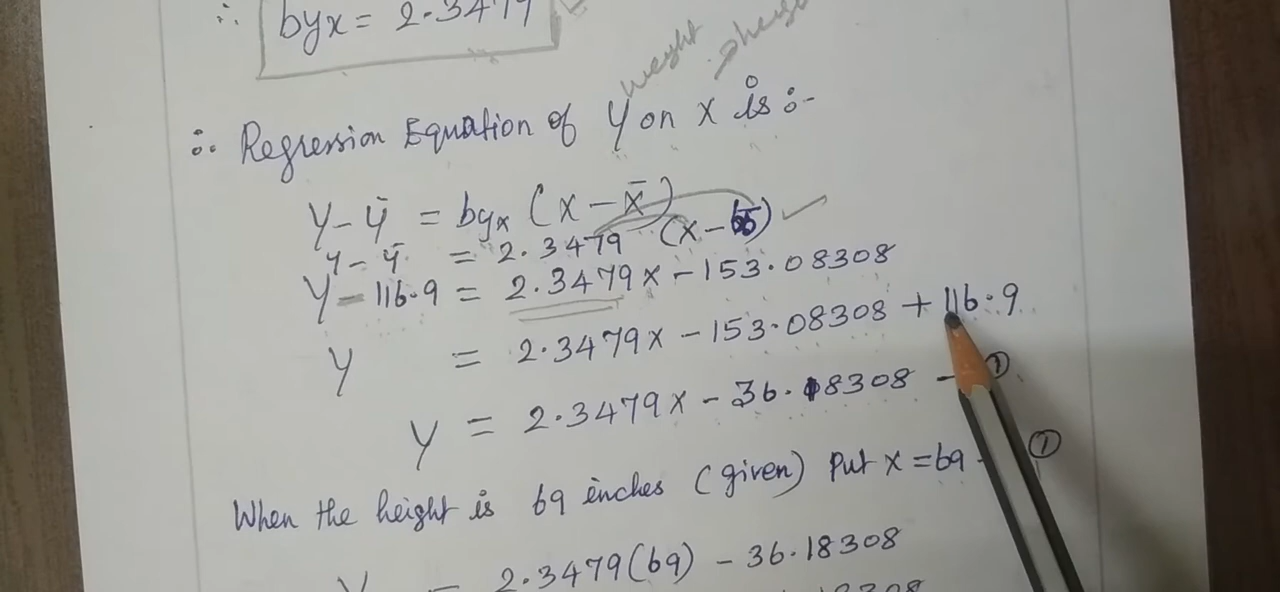 ∴ byx = 2.3479
weight
∴ Regression Equation of Y on X is :-
Y - ȳ = byx (X - x̄)
y - ȳ = 2.3479 (X - 65)
Y - 116.9 = 2.3479X - 153.08308
Y = 2.3479X - 153.08308 + 116.9
Y = 2.3479X - 36.18308 - ①
When the height is 69 inches (given) Put X = 69 - ①
2.3479(69) - 36.18308